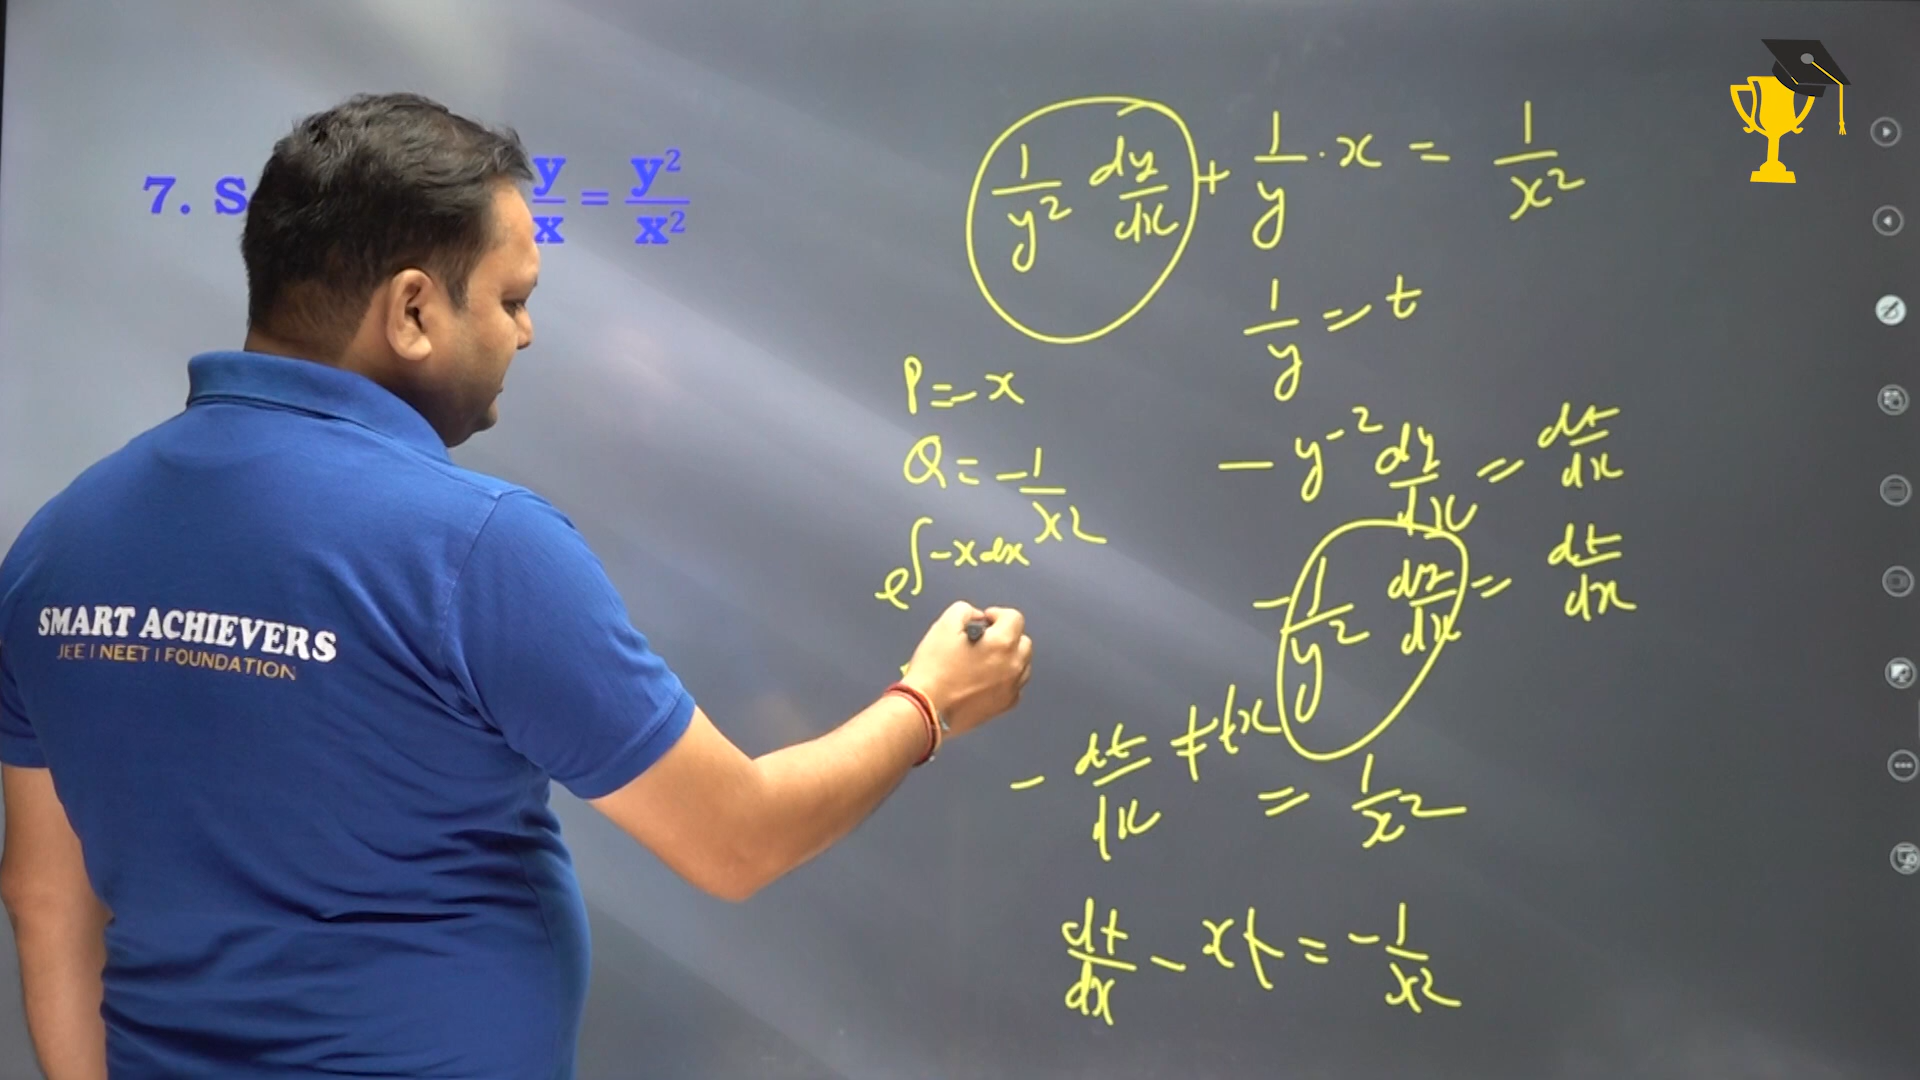 7. S y/x = y²/x²
1/y² dy/dx + 1/y · x = 1/x²
1/y = t
- y⁻² dy/dx = dt/dx
- 1/y² dy/dx = dt/dx
- dt/dx + tx = 1/x²
dt/dx - xt = - 1/x²
P = - x
Q = - 1/x²
e^∫-x dx
SMART ACHIEVERS
JEE | NEET | FOUNDATION